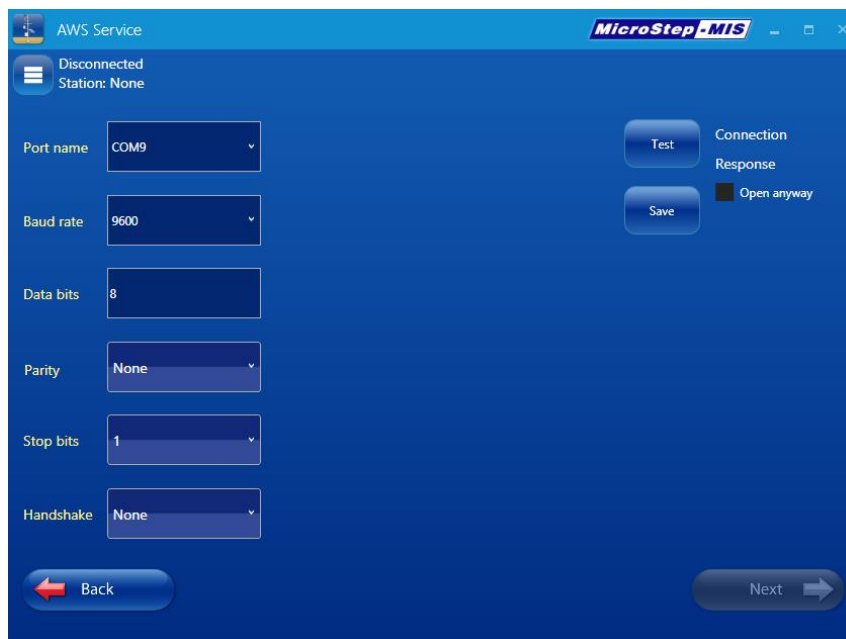 AWS Service
MicroStep-MIS
Disconnected
Station: None
Port name
COM9
Test
Connection
Response
Open anyway
Baud rate
9600
Save
Data bits
8
Parity
None
Stop bits
1
Handshake
None
Back
Next